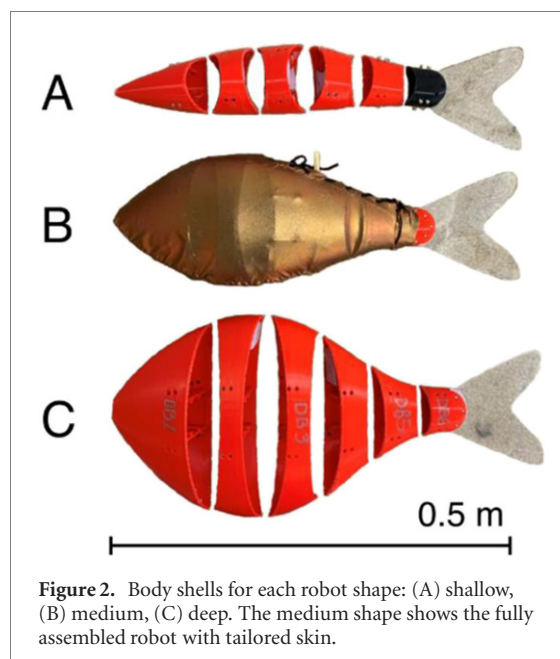 A
B
C
DB3
0.5 m
Figure 2. Body shells for each robot shape: (A) shallow,
(B) medium, (C) deep. The medium shape shows the fully
assembled robot with tailored skin.